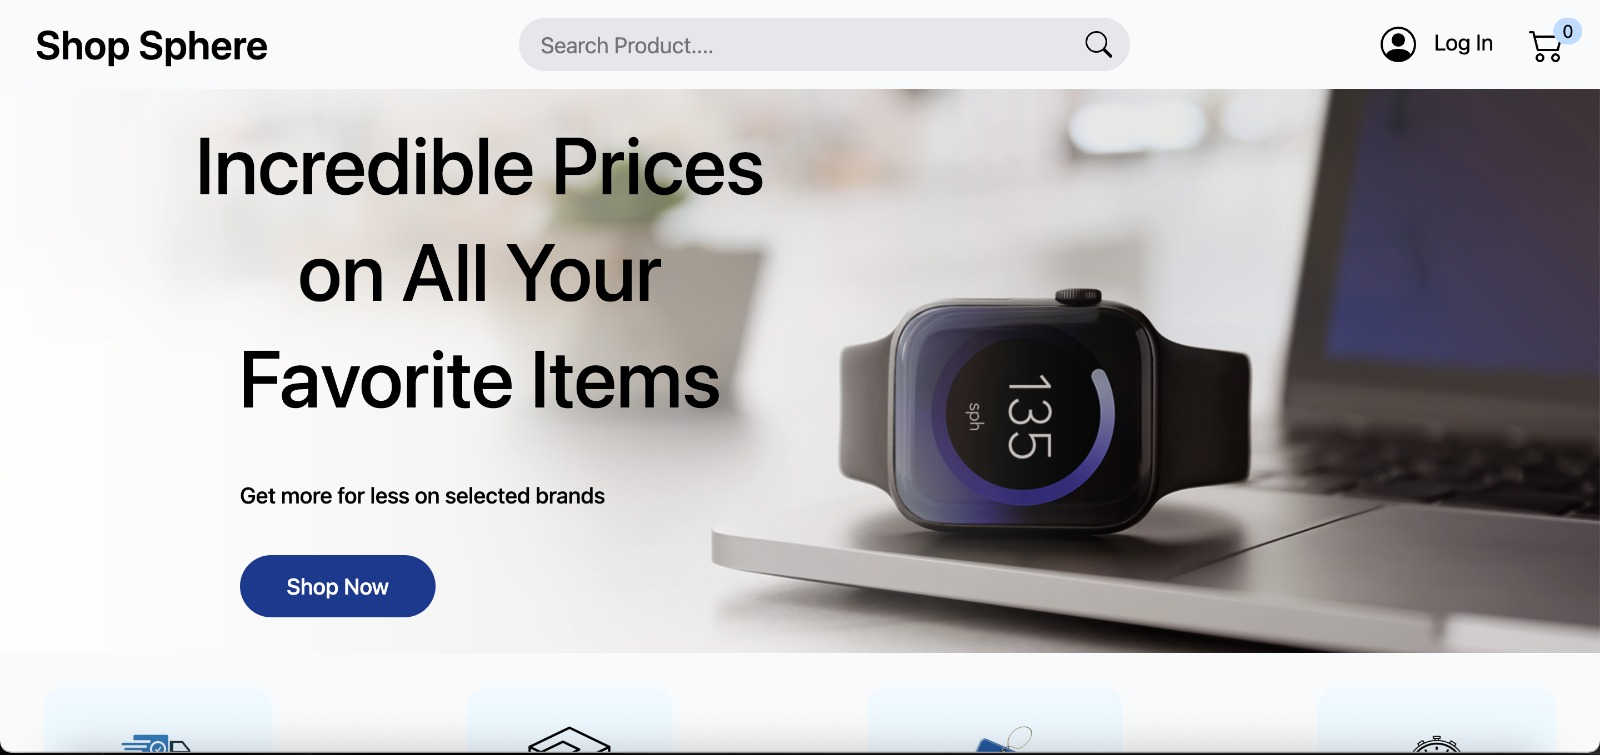 Shop Sphere
Search Product....
Log In
0
Incredible Prices
on All Your
Favorite Items
135
sph
Get more for less on selected brands
Shop Now